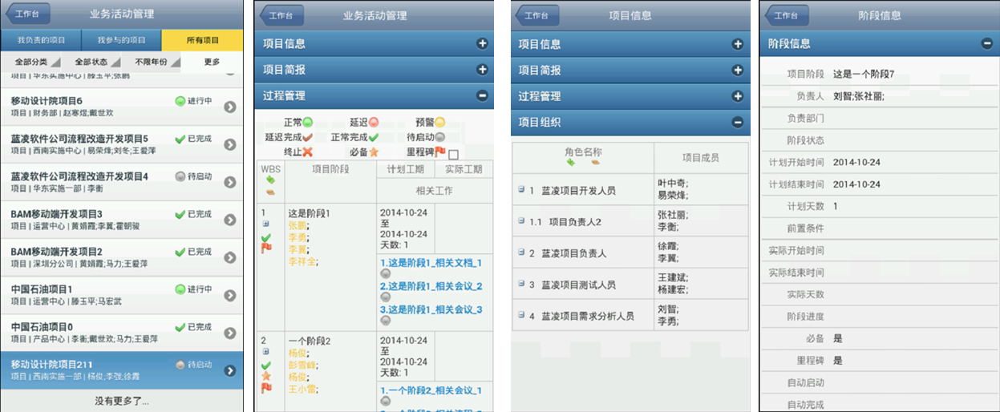 工作台
业务活动管理
我负责的项目
我参与的项目
所有项目
全部分类
全部状态
不限年份
更多
项目 | 华东实施中心 | 滕玉平;张鹏
移动设计院项目6
进行中
项目 | 财务部 | 赵寒煜;戴世欢
蓝凌软件公司流程改造开发项目5
已完成
项目 | 西南实施中心 | 易荣烽;刘冬;王爱萍
蓝凌软件公司流程改造开发项目4
待启动
项目 | 华东实施一部 | 李衡
BAM移动端开发项目3
已完成
项目 | 运营中心 | 黄娟霞;李翼;霍朝骏
BAM移动端开发项目2
已完成
项目 | 深圳分公司 | 黄娟霞;马力;王爱萍
中国石油项目1
进行中
项目 | 运营中心 | 滕玉平;马宏武
中国石油项目0
已完成
项目 | 产品中心 | 李衡;戴世欢;马力;王爱萍
移动设计院项目211
待启动
项目 | 西南实施一部 | 杨俊;李强;徐霞
没有更多了...
工作台
业务活动管理
项目信息
项目简报
过程管理
正常
延迟
预警
延迟完成
正常完成
待启动
终止
必备
里程碑
WBS
项目阶段
计划工期
实际工期
相关工作
1
这是阶段1
张鹏;
李勇;
李翼;
李祥全;
2014-10-24
至
2014-10-24
天数: 1
1.这是阶段1_相关文档_1
2.这是阶段1_相关会议_2
3.这是阶段1_相关会议_3
2
一个阶段2
杨俊;
彭雪峰;
杨俊;
王小雷;
2014-10-24
至
2014-10-24
天数: 1
1.一个阶段2_相关会议_1
工作台
项目信息
项目信息
项目简报
过程管理
项目组织
角色名称
项目成员
1 蓝凌项目开发人员
叶中奇;
易荣烽;
1.1 项目负责人2
张社丽;
李衡;
2 蓝凌项目负责人
徐霞;
李翼;
3 蓝凌项目测试人员
王建斌;
杨建宏;
4 蓝凌项目需求分析人员
刘智;
李勇;
工作台
阶段信息
阶段信息
项目阶段 这是一个阶段7
负责人 刘智;张社丽;
负责部门
阶段状态
计划开始时间 2014-10-24
计划结束时间 2014-10-24
计划天数 1
前置条件
实际开始时间
实际结束时间
实际天数
阶段进度
必备 是
里程碑 是
自动启动
自动完成